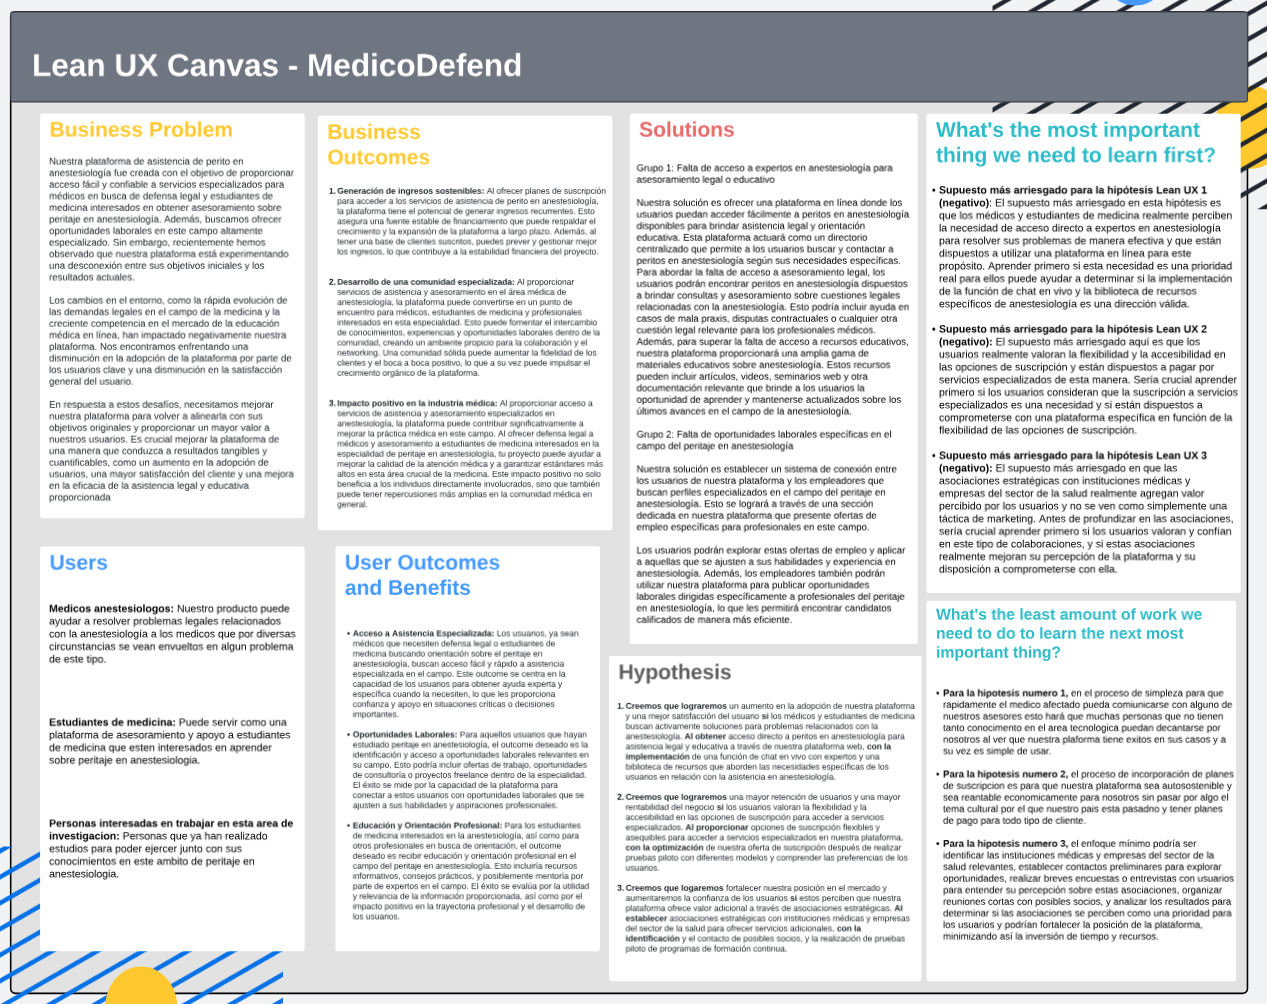 Lean UX Canvas - MedicoDefend
Business Problem
Nuestra plataforma de asistencia de perito en
anestesiología fue creada con el objetivo de proporcionar
acceso fácil y confiable a servicios especializados para
médicos en busca de defensa legal y estudiantes de
medicina interesados en obtener asesoramiento sobre
peritaje en anestesiología. Además, buscamos ofrecer
oportunidades laborales en este campo altamente
especializado. Sin embargo, recientemente hemos
observado que nuestra plataforma está experimentando
una desconexión entre sus objetivos iniciales y los
resultados actuales.
Los cambios en el entorno, como la rápida evolución de
las demandas legales en el campo de la medicina y la
creciente competencia en el mercado de la educación
médica en línea, han impactado negativamente nuestra
plataforma. Nos encontramos enfrentando una
disminución en la adopción de la plataforma por parte de
los usuarios clave y una disminución en la satisfacción
general del usuario.
En respuesta a estos desafíos, necesitamos mejorar
nuestra plataforma para volver a alinearla con sus
objetivos originales y proporcionar un mayor valor a
nuestros usuarios. Es crucial mejorar la plataforma de
una manera que conduzca a resultados tangibles y
cuantificables, como un aumento en la adopción de
usuarios, una mayor satisfacción del cliente y una mejora
en la eficacia de la asistencia legal y educativa
proporcionada
Business
Outcomes
1. Generación de ingresos sostenibles: Al ofrecer planes de suscripción
para acceder a los servicios de asistencia de perito en anestesiología,
la plataforma tiene el potencial de generar ingresos recurrentes. Esto
asegura una fuente estable de financiamiento que puede respaldar el
crecimiento y la expansión de la plataforma a largo plazo. Además, al
tener una base de clientes suscritos, puedes prever y gestionar mejor
los ingresos, lo que contribuye a la estabilidad financiera del proyecto.
2. Desarrollo de una comunidad especializada: Al proporcionar
servicios de asistencia y asesoramiento en el área médica de
anestesiología, la plataforma puede convertirse en un punto de
encuentro para médicos, estudiantes de medicina y profesionales
interesados en esta especialidad. Esto puede fomentar el intercambio
de conocimientos, experiencias y oportunidades laborales dentro de la
comunidad, creando un ambiente propicio para la colaboración y el
networking. Una comunidad sólida puede aumentar la fidelidad de los
clientes y el boca a boca positivo, lo que a su vez puede impulsar el
crecimiento orgánico de la plataforma.
3. Impacto positivo en la industria médica: Al proporcionar acceso a
servicios de asistencia y asesoramiento especializados en
anestesiología, la plataforma puede contribuir significativamente a
mejorar la práctica médica en este campo. Al ofrecer defensa legal a
médicos y asesoramiento a estudiantes de medicina interesados en la
especialidad de peritaje en anestesiología, tu proyecto puede ayudar a
mejorar la calidad de la atención médica y a garantizar estándares más
altos en esta área crucial de la medicina. Este impacto positivo no solo
beneficia a los individuos directamente involucrados, sino que también
puede tener repercusiones más amplias en la comunidad médica en
general.
Solutions
Grupo 1: Falta de acceso a expertos en anestesiología para
asesoramiento legal o educativo
Nuestra solución es ofrecer una plataforma en línea donde los
usuarios puedan acceder fácilmente a peritos en anestesiología
disponibles para brindar asistencia legal y orientación
educativa. Esta plataforma actuará como un directorio
centralizado que permite a los usuarios buscar y contactar a
peritos en anestesiología según sus necesidades específicas.
Para abordar la falta de acceso a asesoramiento legal, los
usuarios podrán encontrar peritos en anestesiología dispuestos
a brindar consultas y asesoramiento sobre cuestiones legales
relacionadas con la anestesiología. Esto podría incluir ayuda en
casos de mala praxis, disputas contractuales o cualquier otra
cuestión legal relevante para los profesionales médicos.
Además, para superar la falta de acceso a recursos educativos,
nuestra plataforma proporcionará una amplia gama de
materiales educativos sobre anestesiología. Estos recursos
pueden incluir artículos, videos, seminarios web y otra
documentación relevante que brinde a los usuarios la
oportunidad de aprender y mantenerse actualizados sobre los
últimos avances en el campo de la anestesiología.
Grupo 2: Falta de oportunidades laborales específicas en el
campo del peritaje en anestesiología
Nuestra solución es establecer un sistema de conexión entre
los usuarios de nuestra plataforma y los empleadores que
buscan perfiles especializados en el campo del peritaje en
anestesiología. Esto se logrará a través de una sección
dedicada en nuestra plataforma que presente ofertas de
empleo específicas para profesionales en este campo.
Los usuarios podrán explorar estas ofertas de empleo y aplicar
a aquellas que se ajusten a sus habilidades y experiencia en
anestesiología. Además, los empleadores también podrán
utilizar nuestra plataforma para publicar oportunidades
laborales dirigidas específicamente a profesionales del peritaje
en anestesiología, lo que les permitirá encontrar candidatos
calificados de manera más eficiente.
What's the most important
thing we need to learn first?
• Supuesto más arriesgado para la hipótesis Lean UX 1
(negativo): El supuesto más arriesgado en esta hipótesis es
que los médicos y estudiantes de medicina realmente perciben
la necesidad de acceso directo a expertos en anestesiología
para resolver sus problemas de manera efectiva y que están
dispuestos a utilizar una plataforma en línea para este
propósito. Aprender primero si esta necesidad es una prioridad
real para ellos puede ayudar a determinar si la implementación
de la función de chat en vivo y la biblioteca de recursos
específicos de anestesiología es una dirección válida.
• Supuesto más arriesgado para la hipótesis Lean UX 2
(negativo): El supuesto más arriesgado aquí es que los
usuarios realmente valoran la flexibilidad y la accesibilidad en
las opciones de suscripción y están dispuestos a pagar por
servicios especializados de esta manera. Sería crucial aprender
primero si los usuarios consideran que la suscripción a servicios
especializados es una necesidad y si están dispuestos a
comprometerse con una plataforma específica en función de la
flexibilidad de las opciones de suscripción.
• Supuesto más arriesgado para la hipótesis Lean UX 3
(negativo): El supuesto más arriesgado en que las
asociaciones estratégicas con instituciones médicas y
empresas del sector de la salud realmente agregan valor
percibido por los usuarios y no se ven como simplemente una
táctica de marketing. Antes de profundizar en las asociaciones,
sería crucial aprender primero si los usuarios valoran y confían
en este tipo de colaboraciones, y si estas asociaciones
realmente mejoran su percepción de la plataforma y su
disposición a comprometerse con ella.
Users
Medicos anestesiologos: Nuestro producto puede
ayudar a resolver problemas legales relacionados
con la anestesiología a los medicos que por diversas
circunstancias se vean envueltos en algun problema
de este tipo.
Estudiantes de medicina: Puede servir como una
plataforma de asesoramiento y apoyo a estudiantes
de medicina que esten interesados en aprender
sobre peritaje en anestesiologia.
Personas interesadas en trabajar en esta area de
investigacion: Personas que ya han realizado
estudios para poder ejercer junto con sus
conocimientos en este ambito de peritaje en
anestesiologia.
User Outcomes
and Benefits
• Acceso a Asistencia Especializada: Los usuarios, ya sean
médicos que necesiten defensa legal o estudiantes de
medicina buscando orientación sobre el peritaje en
anestesiología, buscan acceso fácil y rápido a asistencia
especializada en el campo. Este outcome se centra en la
capacidad de los usuarios para obtener ayuda experta y
específica cuando la necesiten, lo que les proporciona
confianza y apoyo en situaciones críticas o decisiones
importantes.
• Oportunidades Laborales: Para aquellos usuarios que hayan
estudiado peritaje en anestesiología, el outcome deseado es la
identificación y acceso a oportunidades laborales relevantes en
su campo. Esto podría incluir ofertas de trabajo, oportunidades
de consultoría o proyectos freelance dentro de la especialidad.
El éxito se mide por la capacidad de la plataforma para
conectar a estos usuarios con oportunidades laborales que se
ajusten a sus habilidades y aspiraciones profesionales.
• Educación y Orientación Profesional: Para los estudiantes
de medicina interesados en la anestesiología, así como para
otros profesionales en busca de orientación, el outcome
deseado es recibir educación y orientación profesional en el
campo del peritaje en anestesiología. Esto incluiría recursos
informativos, consejos prácticos, y posiblemente mentoría por
parte de expertos en el campo. El éxito se evalúa por la utilidad
y relevancia de la información proporcionada, así como por el
impacto positivo en la trayectoria profesional y el desarrollo de
los usuarios.
Hypothesis
1. Creemos que lograremos un aumento en la adopción de nuestra plataforma
y una mejor satisfacción del usuario si los médicos y estudiantes de medicina
buscan activamente soluciones para problemas relacionados con la
anestesiología. Al obtener acceso directo a peritos en anestesiología para
asistencia legal y educativa a través de nuestra plataforma web, con la
implementación de una función de chat en vivo con expertos y una
biblioteca de recursos que aborden las necesidades específicas de los
usuarios en relación con la asistencia en anestesiología.
2. Creemos que lograremos una mayor retención de usuarios y una mayor
rentabilidad del negocio si los usuarios valoran la flexibilidad y la
accesibilidad en las opciones de suscripción para acceder a servicios
especializados. Al proporcionar opciones de suscripción flexibles y
asequibles para acceder a servicios especializados en nuestra plataforma,
con la optimización de nuestra oferta de suscripción después de realizar
pruebas piloto con diferentes modelos y comprender las preferencias de los
usuarios.
3. Creemos que logaremos fortalecer nuestra posición en el mercado y
aumentaremos la confianza de los usuarios si estos perciben que nuestra
plataforma ofrece valor adicional a través de asociaciones estratégicas. Al
establecer asociaciones estratégicas con instituciones médicas y empresas
del sector de la salud para ofrecer servicios adicionales, con la
identificación y el contacto de posibles socios, y la realización de pruebas
piloto de programas de formación continua.
What's the least amount of work we
need to do to learn the next most
important thing?
• Para la hipotesis numero 1, en el proceso de simpleza para que
rapidamente el medico afectado pueda comiunicarse con alguno de
nuestros asesores esto hará que muchas personas que no tienen
tanto conocimiento en el area tecnologica puedan decantarse por
nosotros al ver que nuestra plaforma tiene exitos en sus casos y a
su vez es simple de usar.
• Para la hipotesis numero 2, el proceso de incorporación de planes
de suscripcion es para que nuestra plataforma sea autosostenible y
sea reantable economicamente para nosotros sin pasar por algo el
tema cultural por el que nuestro pais esta pasadno y tener planes
de pago para todo tipo de cliente.
• Para la hipotesis numero 3, el enfoque mínimo podría ser
identificar las instituciones médicas y empresas del sector de la
salud relevantes, establecer contactos preliminares para explorar
oportunidades, realizar breves encuestas o entrevistas con usuarios
para entender su percepción sobre estas asociaciones, organizar
reuniones cortas con posibles socios, y analizar los resultados para
determinar si las asociaciones se perciben como una prioridad para
los usuarios y podrían fortalecer la posición de la plataforma,
minimizando así la inversión de tiempo y recursos.